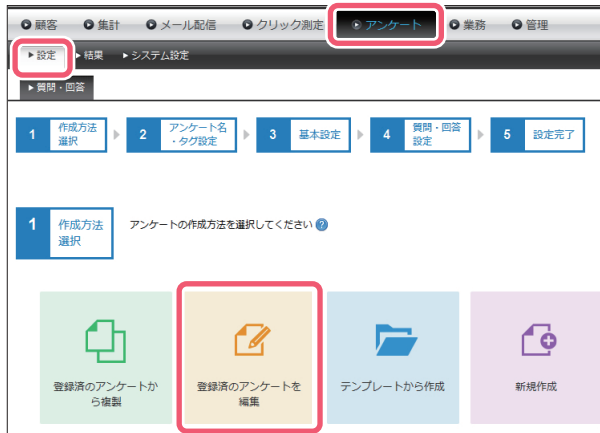 顧客 集計 メール配信 クリック測定 アンケート 業務 管理
設定 結果 システム設定
質問・回答
1 作成方法
選択
2 アンケート名
・タグ設定
3 基本設定
4 質問・回答
設定
5 設定完了
1 作成方法
選択
アンケートの作成方法を選択してください ?
登録済のアンケートか
ら複製
登録済のアンケートを
編集
テンプレートから作成
新規作成